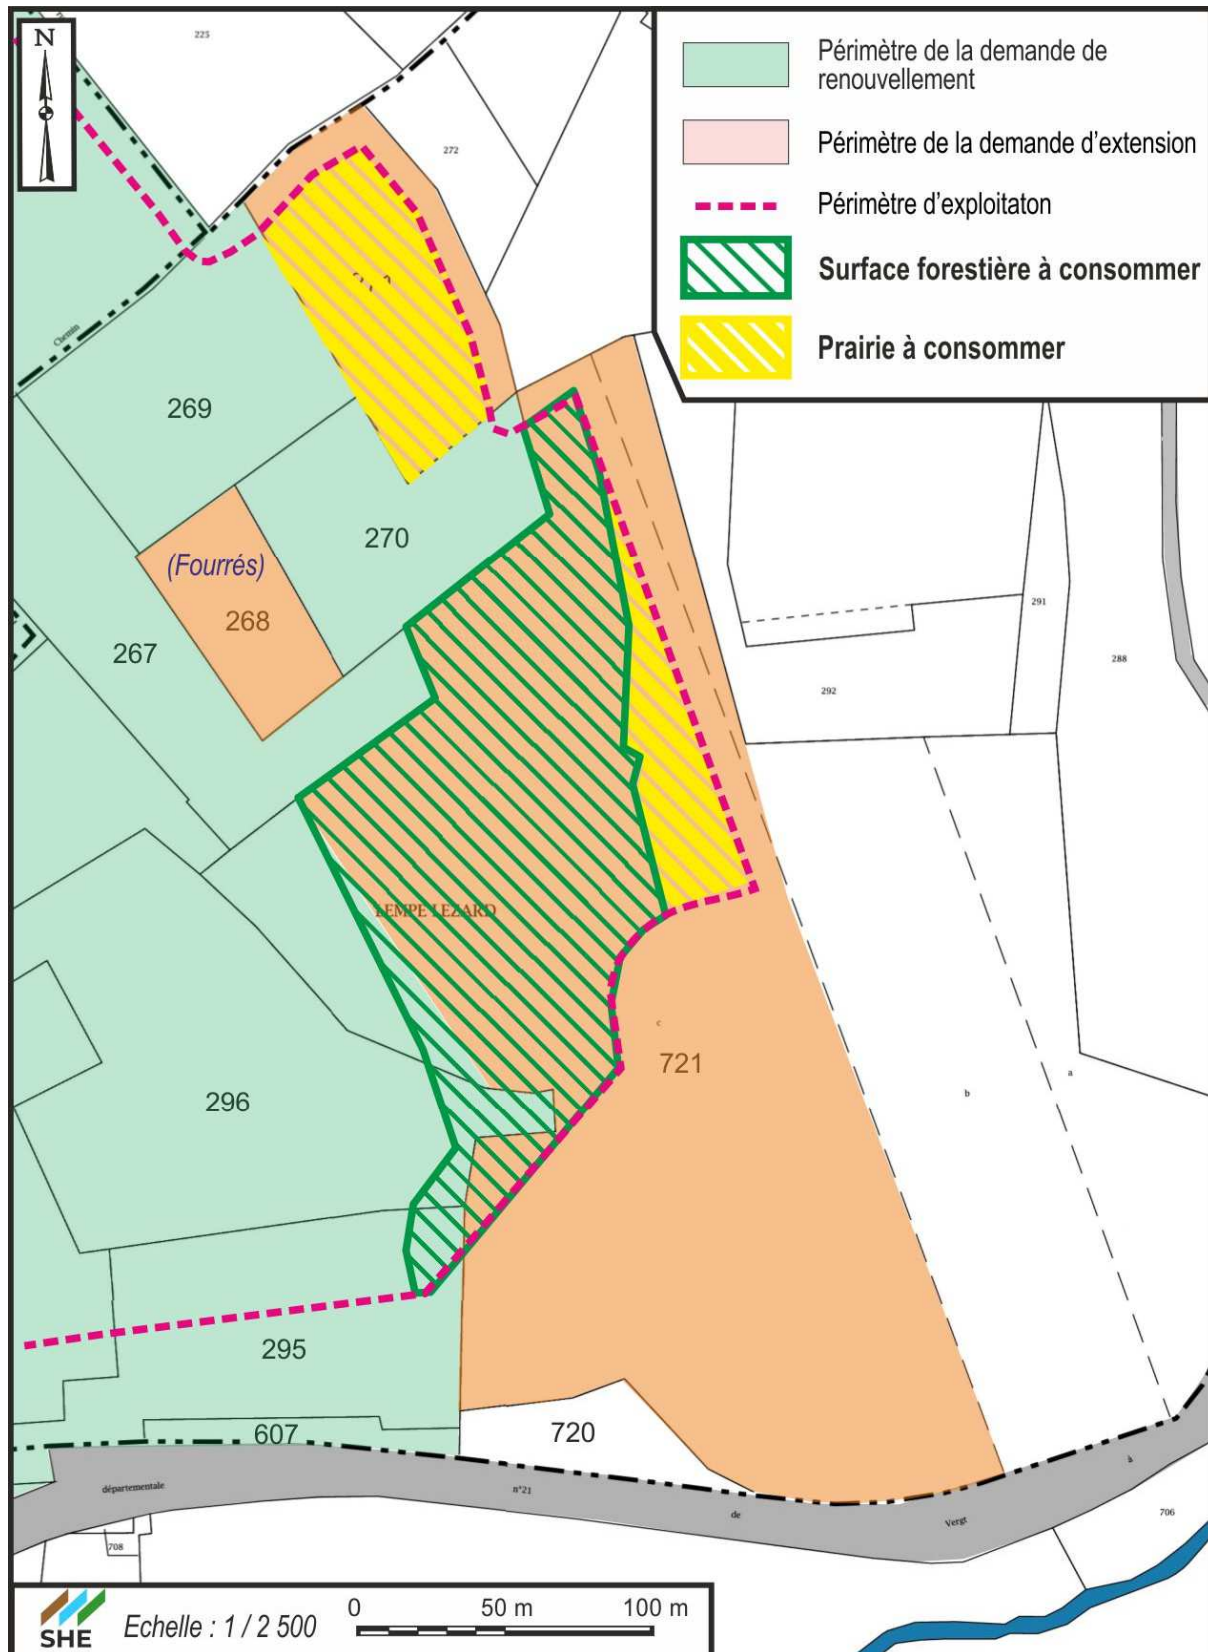 N
225
Périmètre de la demande de
renouvellement
Périmètre de la demande d'extension
Périmètre d'exploitaton
Surface forestière à consommer
Prairie à consommer
272
Chemin
269
270
(Fourrés)
268
267
291
288
292
LEMPE LEZARD
c
721
a
b
296
295
607
720
départementale
n°21
de
Vergt
à
706
708
SHE
Echelle : 1 / 2 500
0 50 m 100 m